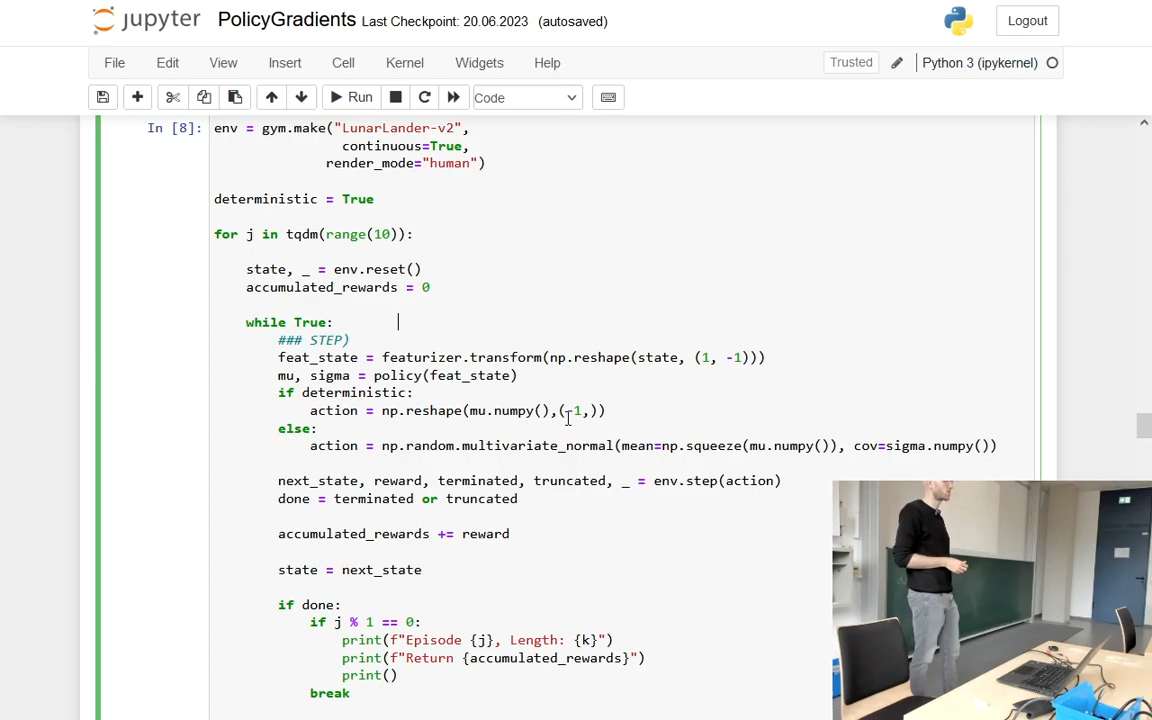 jupyter PolicyGradients Last Checkpoint: 20.06.2023 (autosaved)
Logout
File Edit View Insert Cell Kernel Widgets Help
Trusted Python 3 (ipykernel)
Run Code
In [8]: env = gym.make("LunarLander-v2",
continuous=True,
render_mode="human")
deterministic = True
for j in tqdm(range(10)):
state, _ = env.reset()
accumulated_rewards = 0
while True:
### STEP)
feat_state = featurizer.transform(np.reshape(state, (1, -1)))
mu, sigma = policy(feat_state)
if deterministic:
action = np.reshape(mu.numpy(),(-1,))
else:
action = np.random.multivariate_normal(mean=np.squeeze(mu.numpy()), cov=sigma.numpy())
next_state, reward, terminated, truncated, _ = env.step(action)
done = terminated or truncated
accumulated_rewards += reward
state = next_state
if done:
if j % 1 == 0:
print(f"Episode {j}, Length: {k}")
print(f"Return {accumulated_rewards}")
print()
break